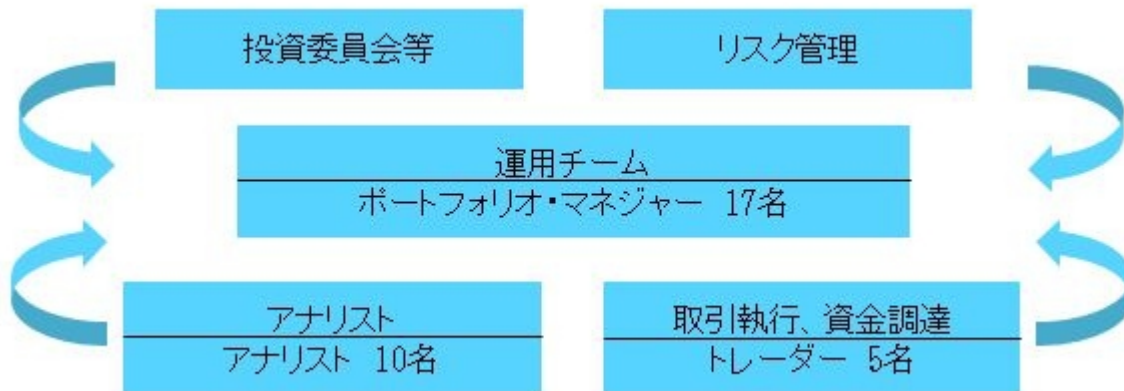 投資委員会等
リスク管理
運用チーム
ポートフォリオ・マネジャー 17名
アナリスト
アナリスト 10名
取引執行、資金調達
トレーダー 5名